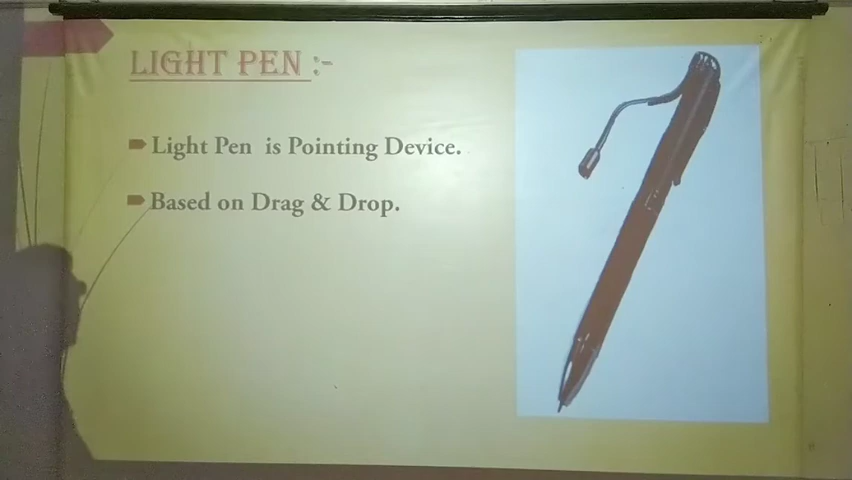 LIGHT PEN :-
Light Pen is Pointing Device.
Based on Drag & Drop.